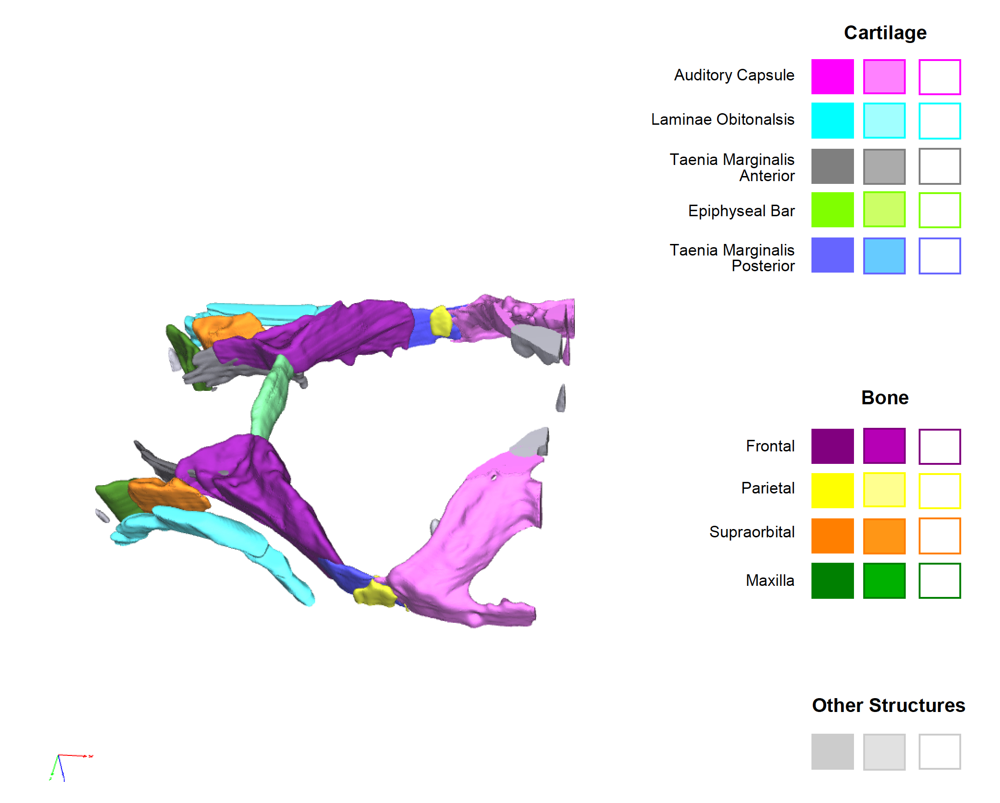 Cartilage
Auditory Capsule
Laminae Obitonalsis
Taenia Marginalis
Anterior
Epiphyseal Bar
Taenia Marginalis
Posterior
Bone
Frontal
Parietal
Supraorbital
Maxilla
Other Structures